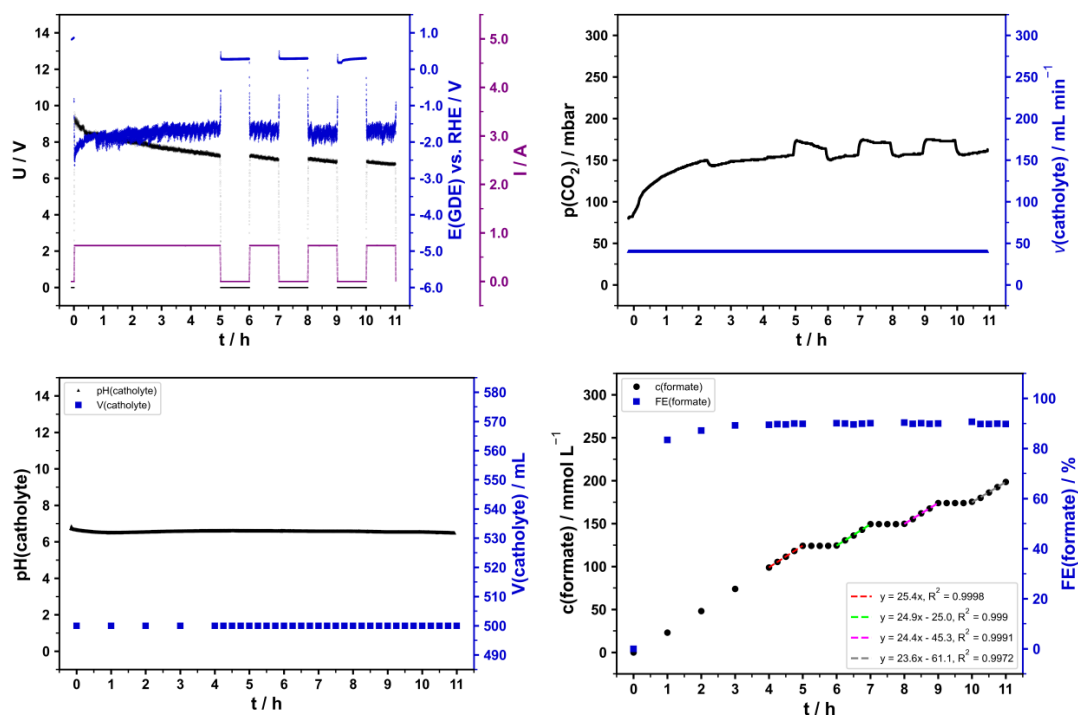 14
12
10
8
6
4
2
0
U / V
1.0
0.0
-1.0
-2.0
-3.0
-4.0
-5.0
-6.0
E(GDE) vs. RHE / V
5.0
4.0
3.0
2.0
1.0
0.0
I / A
0 1 2 3 4 5 6 7 8 9 10 11
t / h
300
250
200
150
100
50
0
p(CO₂) / mbar
300
250
200
150
100
50
0
v(catholyte) / mL min⁻¹
0 1 2 3 4 5 6 7 8 9 10 11
t / h
pH(catholyte)
V(catholyte)
14
12
10
8
6
4
2
0
pH(catholyte)
580
570
560
550
540
530
520
510
500
490
V(catholyte) / mL
0 1 2 3 4 5 6 7 8 9 10 11
t / h
c(formate)
FE(formate)
300
250
200
150
100
50
0
c(formate) / mmol L⁻¹
100
80
60
40
20
0
FE(formate) / %
y = 25.4x, R² = 0.9998
y = 24.9x - 25.0, R² = 0.999
y = 24.4x - 45.3, R² = 0.9991
y = 23.6x - 61.1, R² = 0.9972
0 1 2 3 4 5 6 7 8 9 10 11
t / h